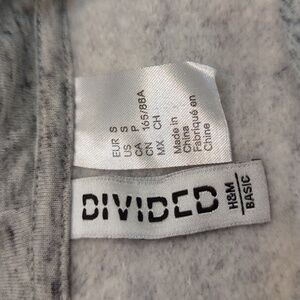 EUR S
US S
CA P
CN 165/88A
MX CH
Made in
China
Fabriqué en
Chine
DIVIDED
H&M
BASIC